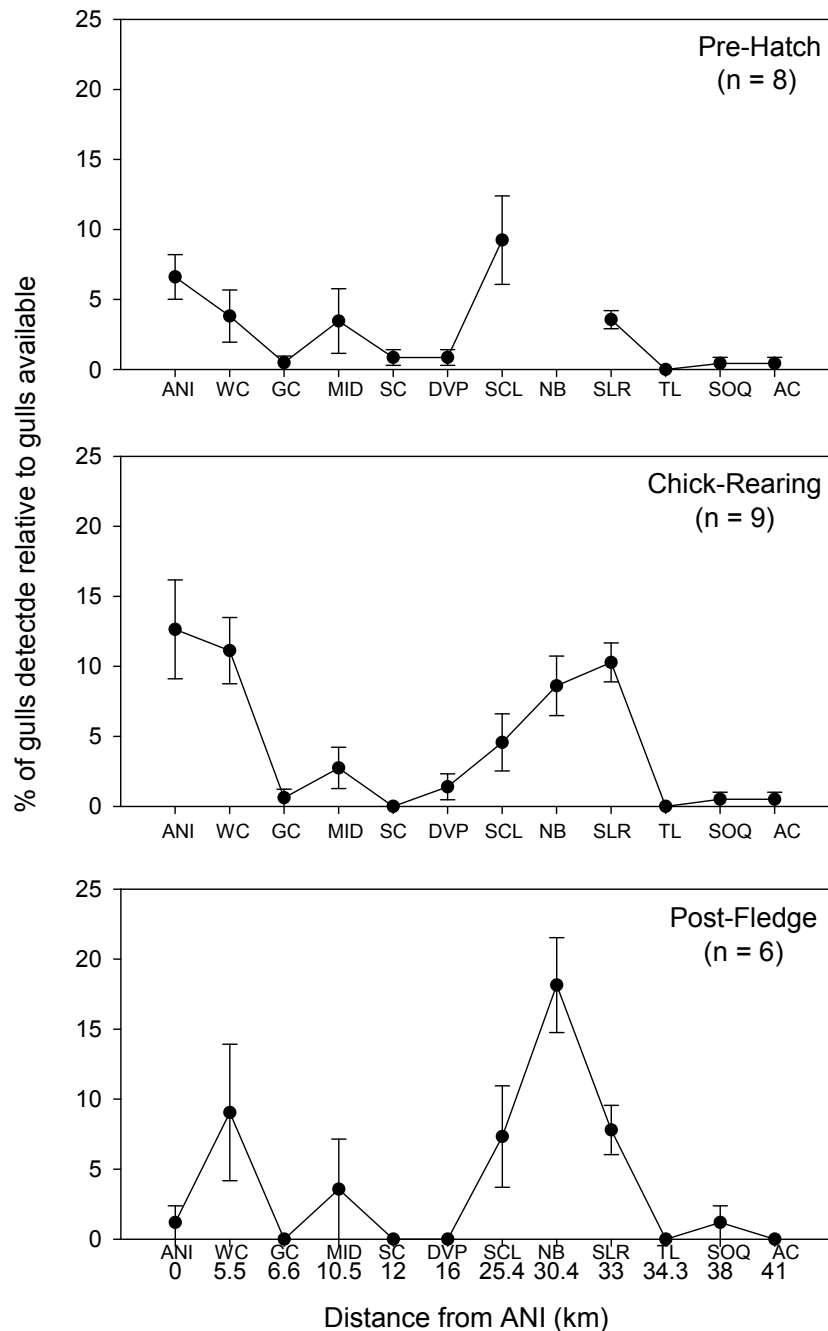 25
Pre-Hatch
(n = 8)
20
15
10
5
0
ANI WC GC MID SC DVP SCL NB SLR TL SOQ AC
% of gulls detectde relative to gulls available
25
Chick-Rearing
(n = 9)
20
15
10
5
0
ANI WC GC MID SC DVP SCL NB SLR TL SOQ AC
25
Post-Fledge
(n = 6)
20
15
10
5
0
ANI WC GC MID SC DVP SCL NB SLR TL SOQ AC
0 5.5 6.6 10.5 12 16 25.4 30.4 33 34.3 38 41
Distance from ANI (km)